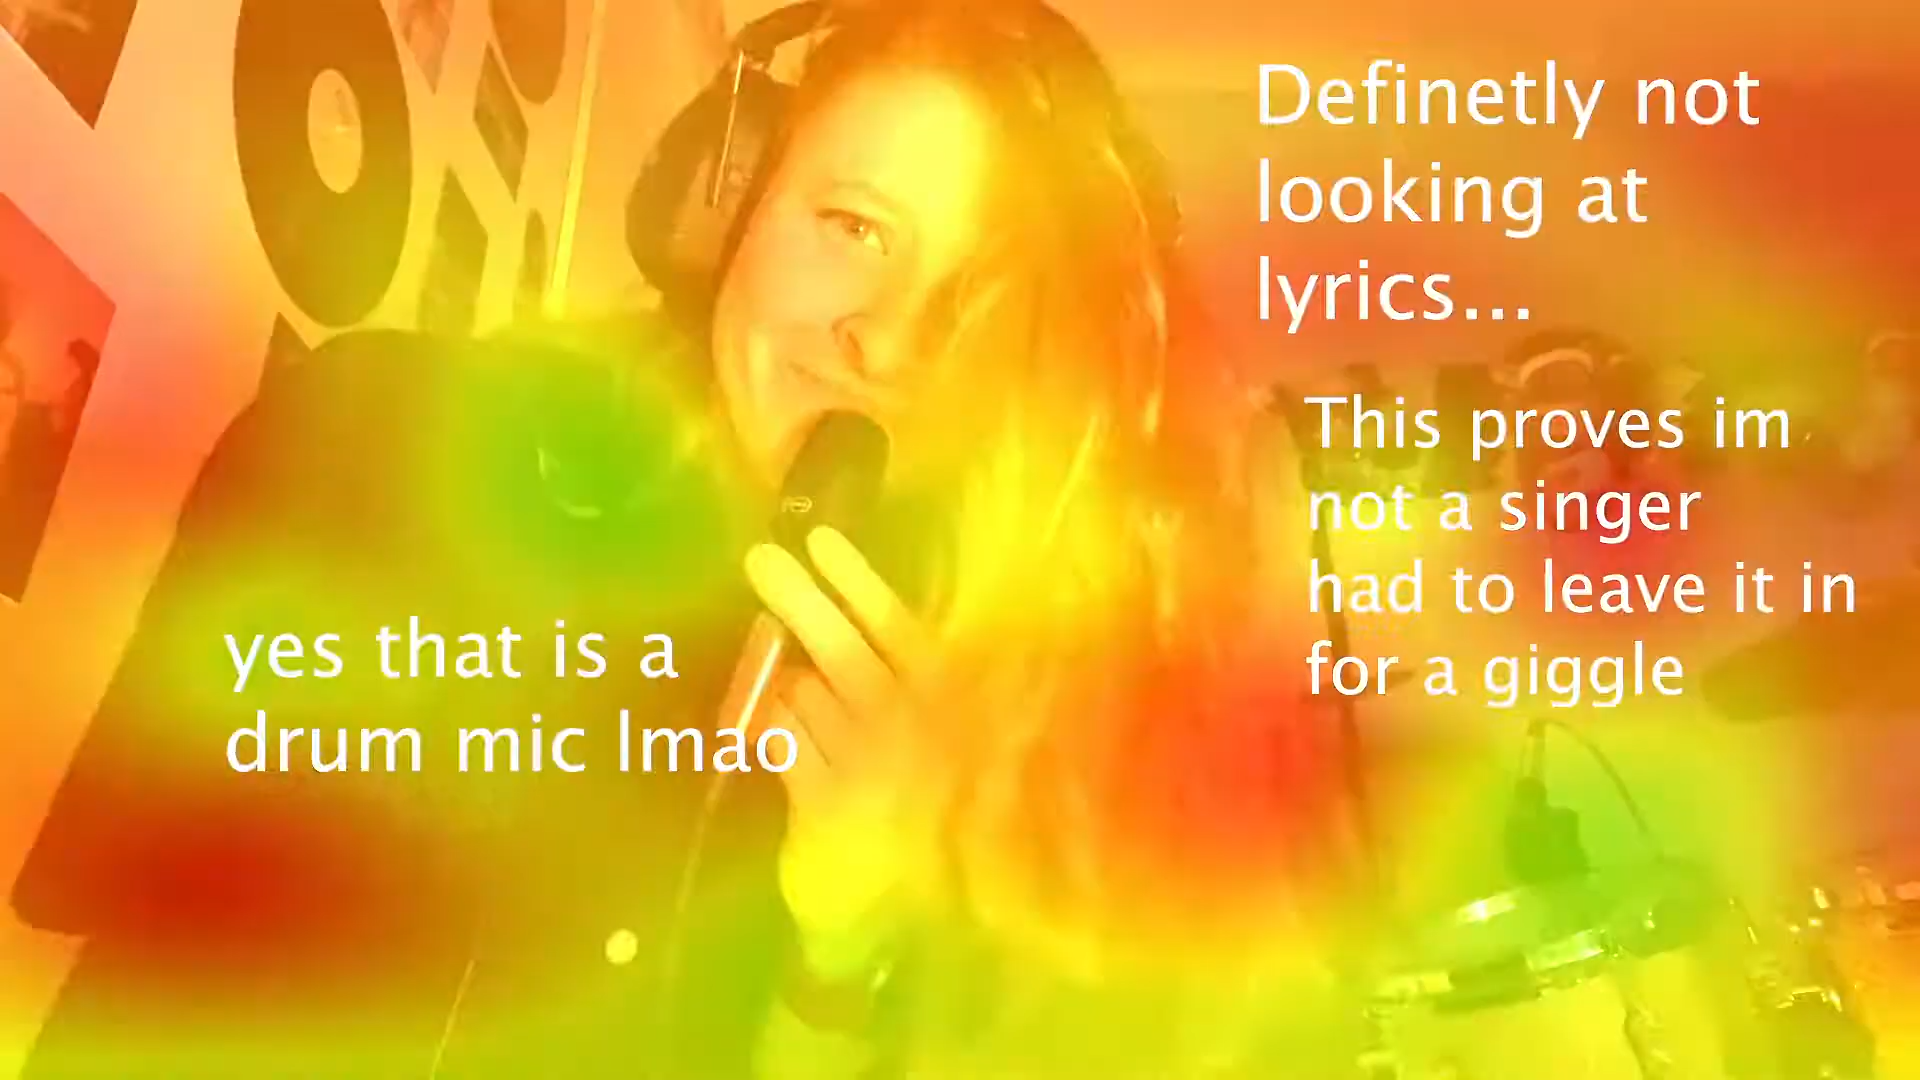 Definetly not
looking at
lyrics...
This proves im
not a singer
had to leave it in
for a giggle
yes that is a
drum mic lmao